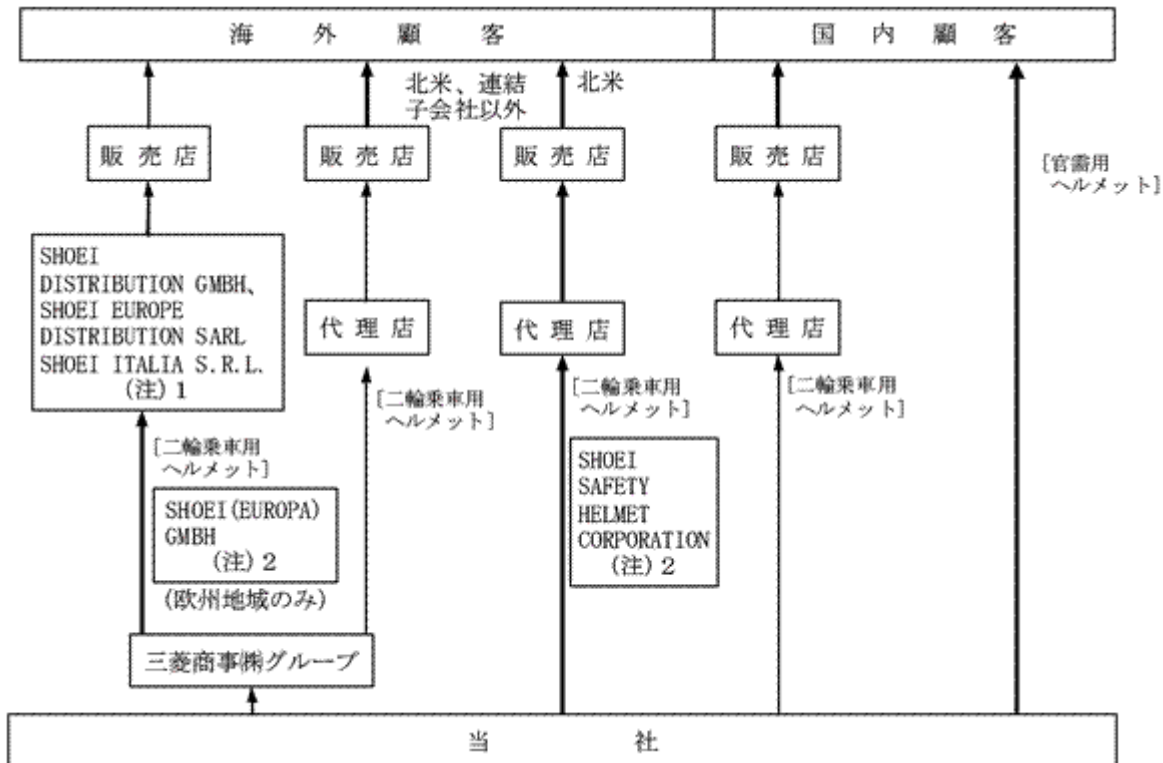 海外顧客
国内顧客
北米、連結
子会社以外
北米
販売店
販売店
販売店
販売店
[官需用
ヘルメット]
SHOEI
DISTRIBUTION GMBH、
SHOEI EUROPE
DISTRIBUTION SARL
SHOEI ITALIA S.R.L.
(注)1
代理店
代理店
代理店
[二輪乗車用
ヘルメット]
[二輪乗車用
ヘルメット]
[二輪乗車用
ヘルメット]
[二輪乗車用
ヘルメット]
SHOEI(EUROPA)
GMBH
(注)2
(欧州地域のみ)
SHOEI
SAFETY
HELMET
CORPORATION
(注)2
三菱商事㈱グループ
当社